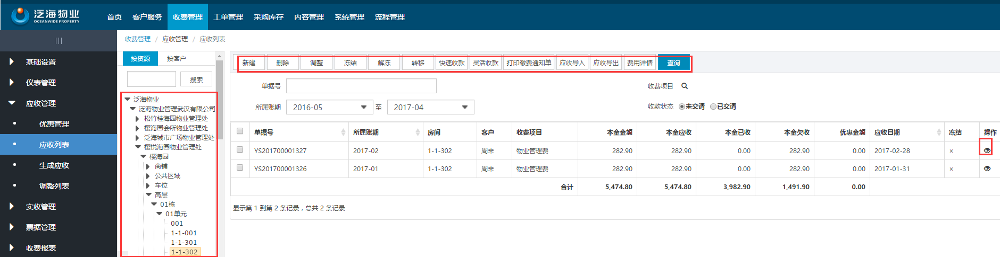 泛海物业
OCEANWIDE PROPERTY
首页 客户服务 收费管理 工单管理 采购库存 内容管理 系统管理 流程管理
收费管理 / 应收管理 / 应收列表
基础设置
仪表管理
应收管理
优惠管理
应收列表
生成应收
调整列表
实收管理
票据管理
收费报表
按资源 按客户
搜索
泛海物业
泛海物业管理武汉有限公司
松竹桂海园物业管理处
樱海园会所物业管理处
泛海城市广场物业管理处
樱悦海园物业管理处
樱海园
商铺
公共区域
车位
高层
01栋
01单元
001
1-1-001
1-1-301
1-1-302
新建 删除 调整 冻结 解冻 转移 快速收款 灵活收款 打印缴费通知单 应收导入 应收导出 费用详情 查询
单据号 收费项目
所属账期 2016-05 至 2017-04 收款状态 未交请 已交请
单据号 所属账期 房间 客户 收费项目 本金金额 本金应收 本金已收 本金欠收 优惠金额 应收日期 冻结 操作
YS201700001327 2017-02 1-1-302 周来 物业管理费 282.90 282.90 0.00 282.90 0.00 2017-02-28 ×
YS201700001326 2017-01 1-1-302 周来 物业管理费 282.90 282.90 0.00 282.90 0.00 2017-01-31 ×
合计 5,474.80 5,474.80 3,982.90 1,491.90 0.00
显示第 1 到第 2 条记录，总共 2 条记录